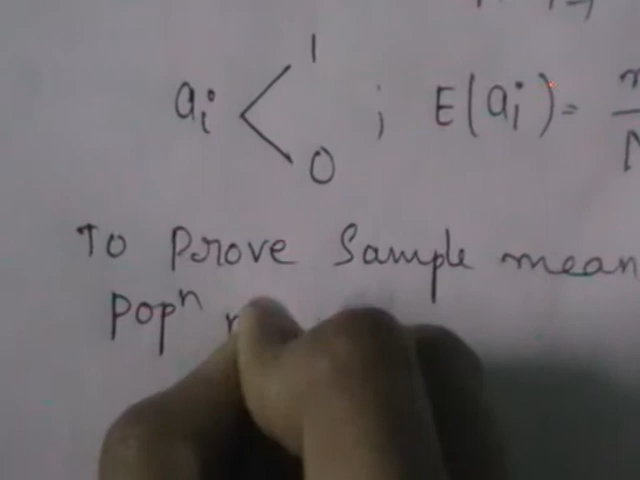 1
ai < ; E(ai) =
0
To Prove Sample mean
Popⁿ